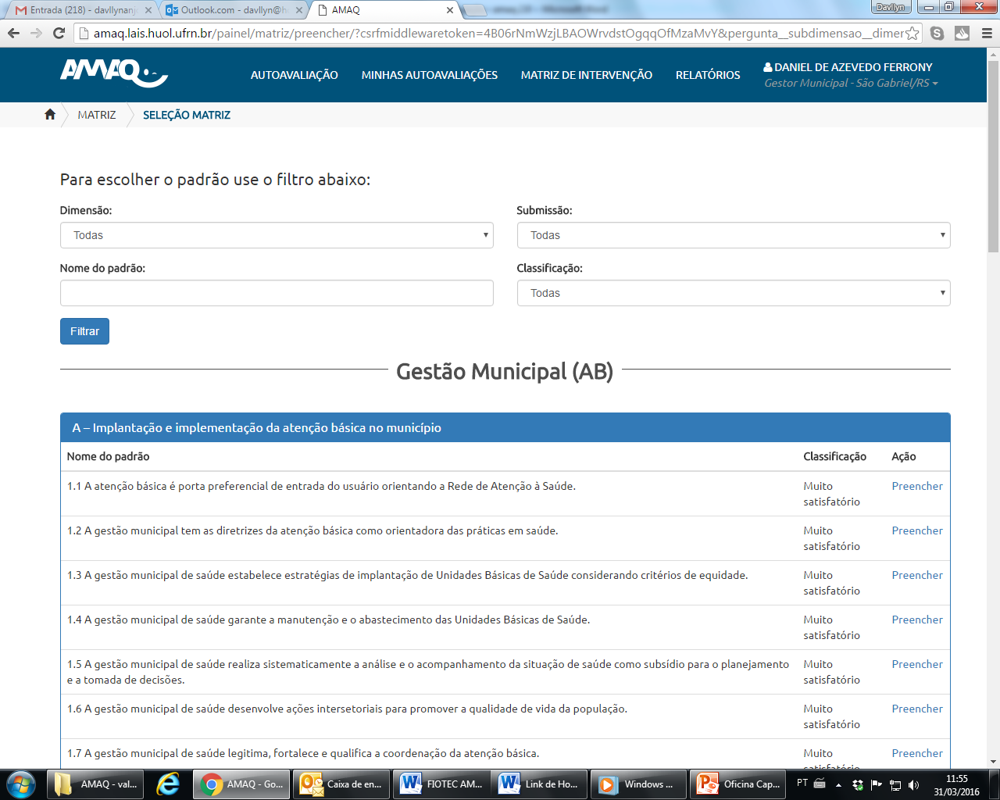 Entrada (218) - davllynanj
Outlook.com - davllyn@h
AMAQ
Davllyn
amaq.lais.huol.ufrn.br/painel/matriz/preencher/?csrfmiddlewaretoken=4B06rNmWzjLBAOWrvdstOgqqOfMzaMvY&pergunta__subdimensao__dimer
AMAQ
AUTOAVALIAÇÃO
MINHAS AUTOAVALIAÇÕES
MATRIZ DE INTERVENÇÃO
RELATÓRIOS
DANIEL DE AZEVEDO FERRONY
Gestor Municipal - São Gabriel/RS
MATRIZ
SELEÇÃO MATRIZ
Para escolher o padrão use o filtro abaixo:
Dimensão:
Submissão:
Todas
Todas
Nome do padrão:
Classificação:
Todas
Filtrar
Gestão Municipal (AB)
A – Implantação e implementação da atenção básica no município
Nome do padrão
Classificação
Ação
1.1 A atenção básica é porta preferencial de entrada do usuário orientando a Rede de Atenção à Saúde.
Muito
satisfatório
Preencher
1.2 A gestão municipal tem as diretrizes da atenção básica como orientadora das práticas em saúde.
Muito
satisfatório
Preencher
1.3 A gestão municipal de saúde estabelece estratégias de implantação de Unidades Básicas de Saúde considerando critérios de equidade.
Muito
satisfatório
Preencher
1.4 A gestão municipal de saúde garante a manutenção e o abastecimento das Unidades Básicas de Saúde.
Muito
satisfatório
Preencher
1.5 A gestão municipal de saúde realiza sistematicamente a análise e o acompanhamento da situação de saúde como subsídio para o planejamento
e a tomada de decisões.
Muito
satisfatório
Preencher
1.6 A gestão municipal de saúde desenvolve ações intersetoriais para promover a qualidade de vida da população.
Muito
satisfatório
Preencher
1.7 A gestão municipal de saúde legitima, fortalece e qualifica a coordenação da atenção básica.
Muito
satisfatório
Preencher
AMAQ - val...
AMAQ - Go...
Caixa de en...
FIOTEC AM...
Link de Ho...
Windows ...
Oficina Cap...
PT
11:55
31/03/2016